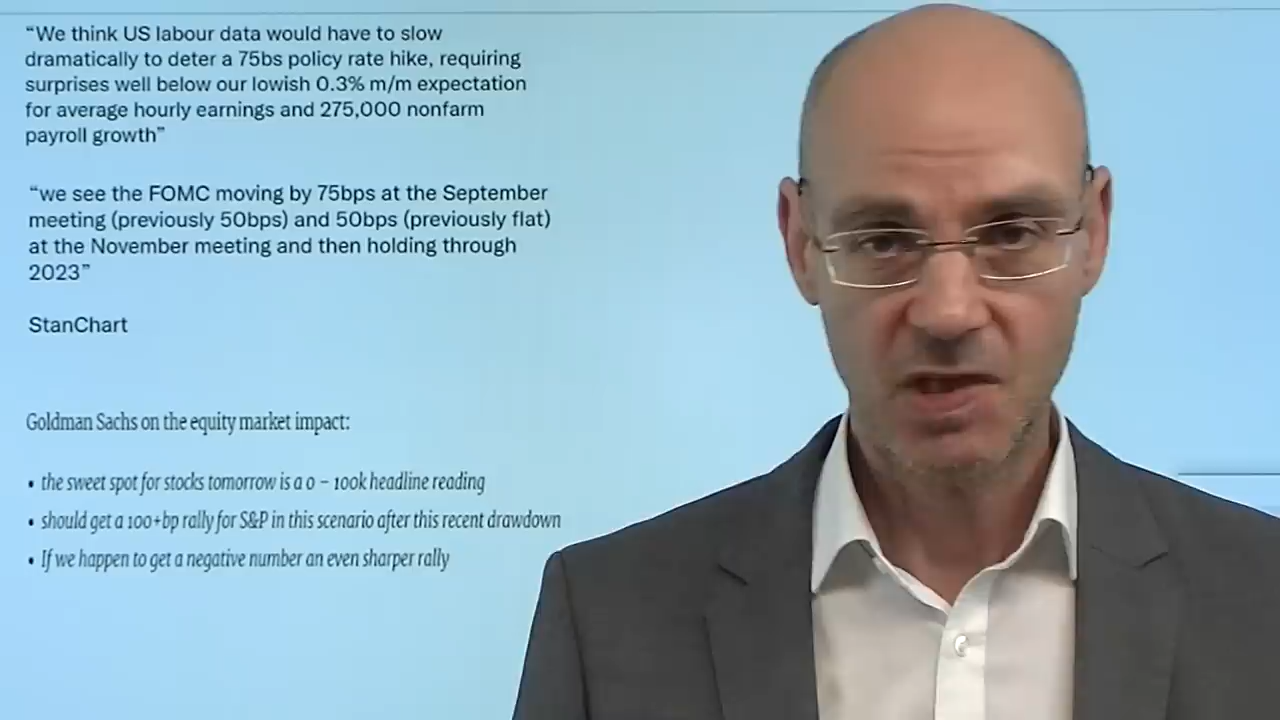 “We think US labour data would have to slow
dramatically to deter a 75bs policy rate hike, requiring
surprises well below our lowish 0.3% m/m expectation
for average hourly earnings and 275,000 nonfarm
payroll growth”
“we see the FOMC moving by 75bps at the September
meeting (previously 50bps) and 50bps (previously flat)
at the November meeting and then holding through
2023”
StanChart
Goldman Sachs on the equity market impact:
• the sweet spot for stocks tomorrow is a 0 – 100k headline reading
• should get a 100+bp rally for S&P in this scenario after this recent drawdown
• If we happen to get a negative number an even sharper rally